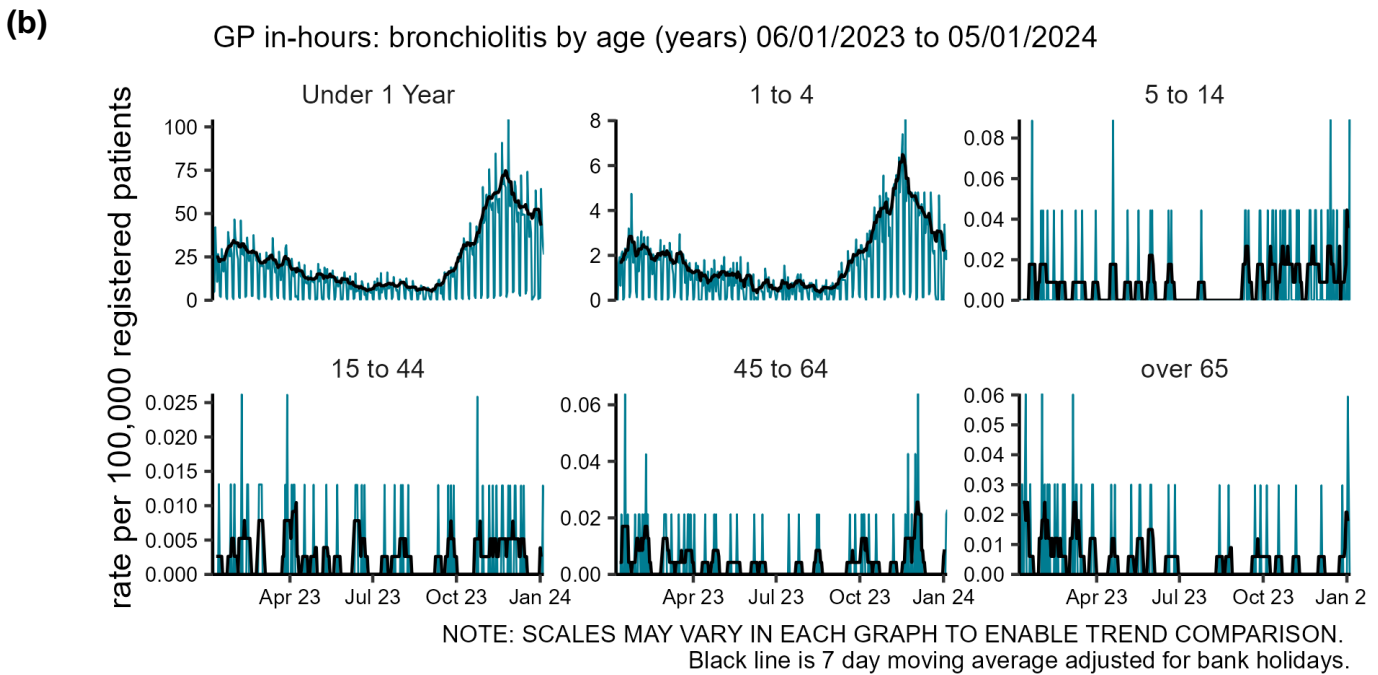 (b)
GP in-hours: bronchiolitis by age (years) 06/01/2023 to 05/01/2024
rate per 100,000 registered patients
Under 1 Year
100
75
50
25
0
1 to 4
8
6
4
2
0
5 to 14
0.08
0.06
0.04
0.02
0.00
15 to 44
0.025
0.020
0.015
0.010
0.005
0.000
Apr 23 Jul 23 Oct 23 Jan 24
45 to 64
0.06
0.04
0.02
0.00
Apr 23 Jul 23 Oct 23 Jan 24
over 65
0.06
0.05
0.04
0.03
0.02
0.01
0.00
Apr 23 Jul 23 Oct 23 Jan 2
NOTE: SCALES MAY VARY IN EACH GRAPH TO ENABLE TREND COMPARISON.
Black line is 7 day moving average adjusted for bank holidays.